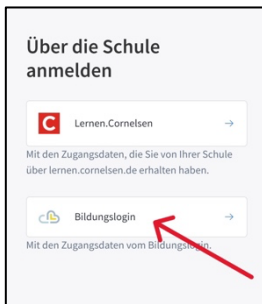 Über die Schule
anmelden
C Lernen.Cornelsen →
Mit den Zugangsdaten, die Sie von Ihrer Schule
über lernen.cornelsen.de erhalten haben.
Bildungslogin →
Mit den Zugangsdaten vom Bildungslogin.